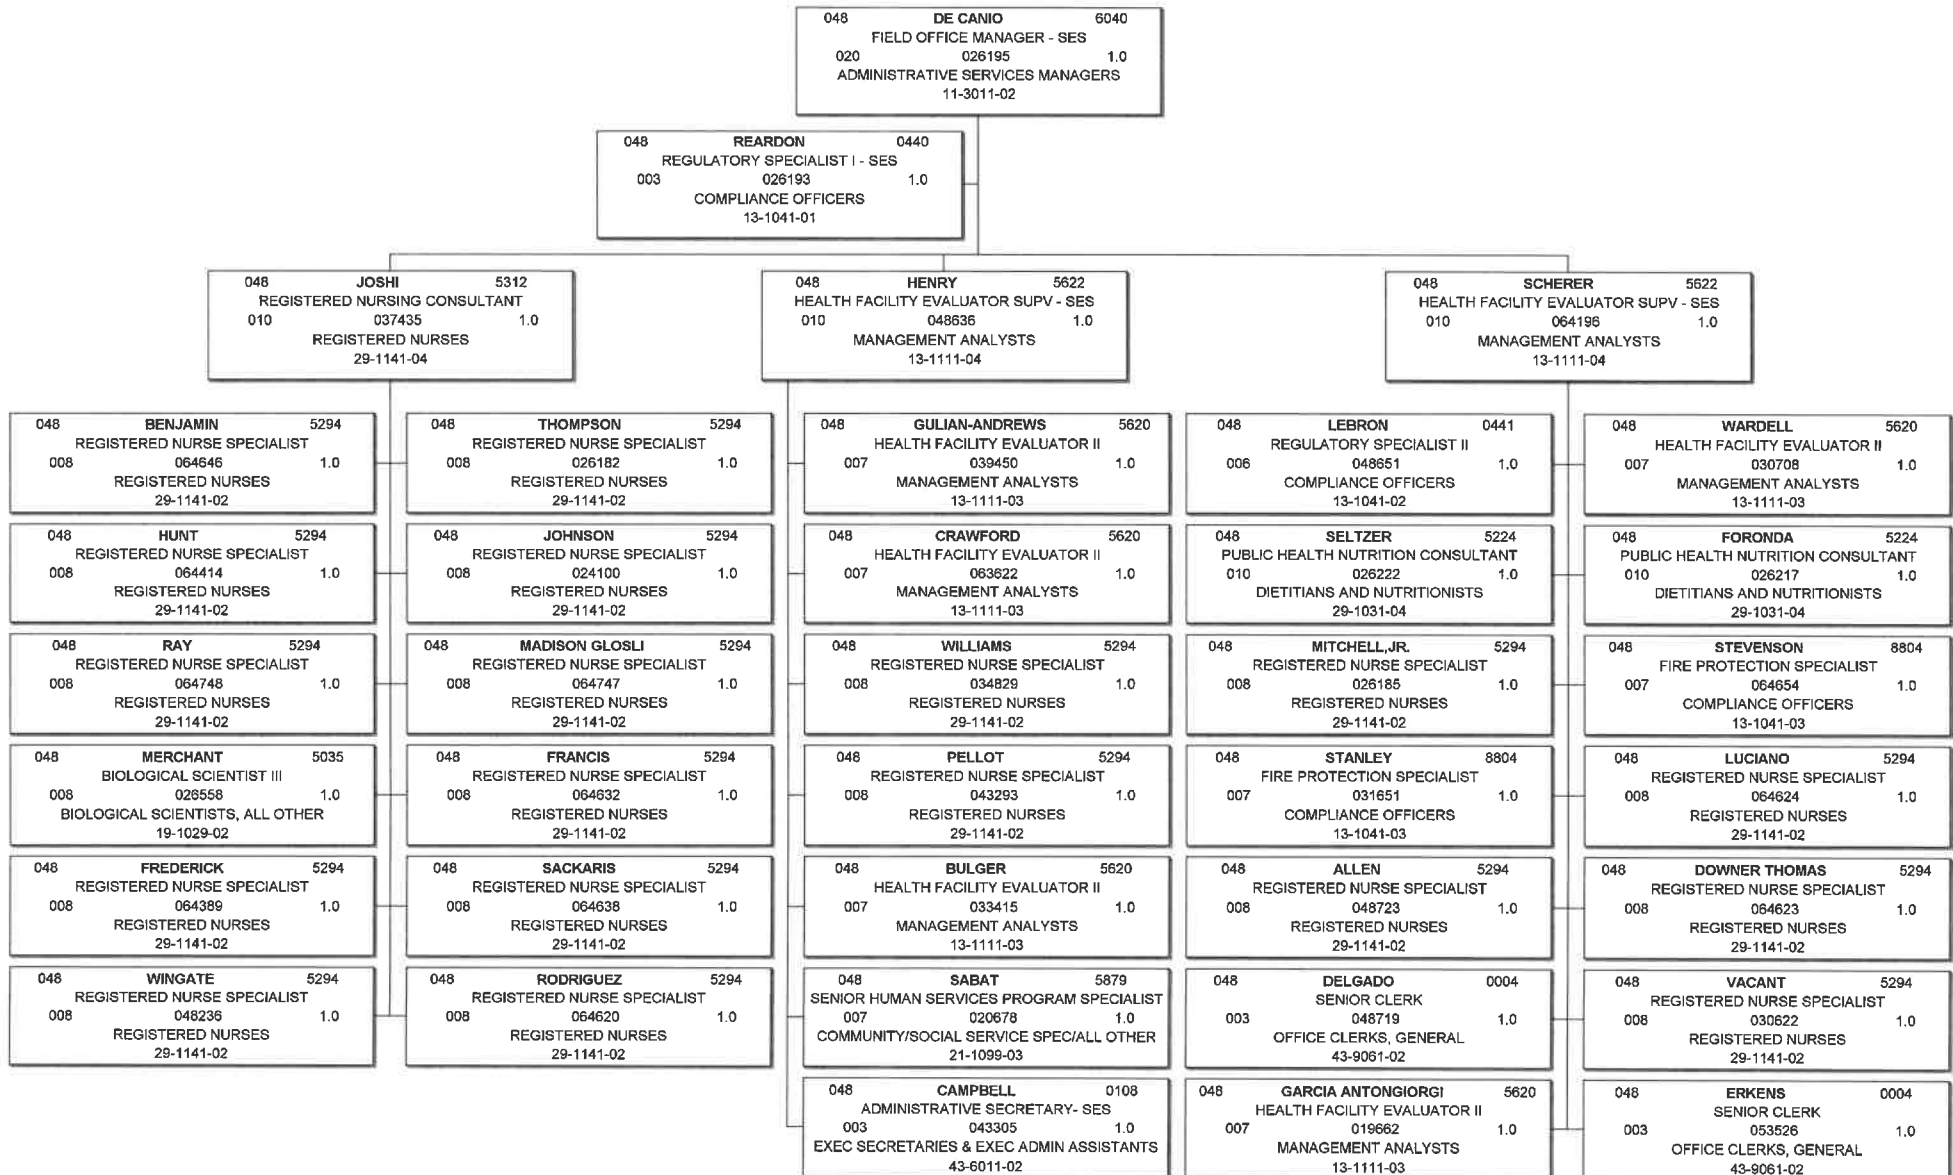 048 DE CANIO 6040
FIELD OFFICE MANAGER - SES
020 026195 1.0
ADMINISTRATIVE SERVICES MANAGERS
11-3011-02
048 REARDON 0440
REGULATORY SPECIALIST I - SES
003 026193 1.0
COMPLIANCE OFFICERS
13-1041-01
048 JOSHI 5312
REGISTERED NURSING CONSULTANT
010 037435 1.0
REGISTERED NURSES
29-1141-04
048 HENRY 5622
HEALTH FACILITY EVALUATOR SUPV - SES
010 048636 1.0
MANAGEMENT ANALYSTS
13-1111-04
048 SCHERER 5622
HEALTH FACILITY EVALUATOR SUPV - SES
010 064196 1.0
MANAGEMENT ANALYSTS
13-1111-04
048 BENJAMIN 5294
REGISTERED NURSE SPECIALIST
008 064646 1.0
REGISTERED NURSES
29-1141-02
048 THOMPSON 5294
REGISTERED NURSE SPECIALIST
008 026182 1.0
REGISTERED NURSES
29-1141-02
048 GULIAN-ANDREWS 5620
HEALTH FACILITY EVALUATOR II
007 039450 1.0
MANAGEMENT ANALYSTS
13-1111-03
048 LEBRON 0441
REGULATORY SPECIALIST II
006 048651 1.0
COMPLIANCE OFFICERS
13-1041-02
048 WARDELL 5620
HEALTH FACILITY EVALUATOR II
007 030708 1.0
MANAGEMENT ANALYSTS
13-1111-03
048 HUNT 5294
REGISTERED NURSE SPECIALIST
008 064414 1.0
REGISTERED NURSES
29-1141-02
048 JOHNSON 5294
REGISTERED NURSE SPECIALIST
008 024100 1.0
REGISTERED NURSES
29-1141-02
048 CRAWFORD 5620
HEALTH FACILITY EVALUATOR II
007 063622 1.0
MANAGEMENT ANALYSTS
13-1111-03
048 SELTZER 5224
PUBLIC HEALTH NUTRITION CONSULTANT
010 026222 1.0
DIETITIANS AND NUTRITIONISTS
29-1031-04
048 FORONDA 5224
PUBLIC HEALTH NUTRITION CONSULTANT
010 026217 1.0
DIETITIANS AND NUTRITIONISTS
29-1031-04
048 RAY 5294
REGISTERED NURSE SPECIALIST
008 064748 1.0
REGISTERED NURSES
29-1141-02
048 MADISON GLOSLI 5294
REGISTERED NURSE SPECIALIST
008 064747 1.0
REGISTERED NURSES
29-1141-02
048 WILLIAMS 5294
REGISTERED NURSE SPECIALIST
008 034829 1.0
REGISTERED NURSES
29-1141-02
048 MITCHELL,JR. 5294
REGISTERED NURSE SPECIALIST
008 026185 1.0
REGISTERED NURSES
29-1141-02
048 STEVENSON 8804
FIRE PROTECTION SPECIALIST
007 064654 1.0
COMPLIANCE OFFICERS
13-1041-03
048 MERCHANT 5035
BIOLOGICAL SCIENTIST III
008 026558 1.0
BIOLOGICAL SCIENTISTS, ALL OTHER
19-1029-02
048 FRANCIS 5294
REGISTERED NURSE SPECIALIST
008 064632 1.0
REGISTERED NURSES
29-1141-02
048 PELLOT 5294
REGISTERED NURSE SPECIALIST
008 043293 1.0
REGISTERED NURSES
29-1141-02
048 STANLEY 8804
FIRE PROTECTION SPECIALIST
007 031651 1.0
COMPLIANCE OFFICERS
13-1041-03
048 LUCIANO 5294
REGISTERED NURSE SPECIALIST
008 064624 1.0
REGISTERED NURSES
29-1141-02
048 FREDERICK 5294
REGISTERED NURSE SPECIALIST
008 064389 1.0
REGISTERED NURSES
29-1141-02
048 SACKARIS 5294
REGISTERED NURSE SPECIALIST
008 064638 1.0
REGISTERED NURSES
29-1141-02
048 BULGER 5620
HEALTH FACILITY EVALUATOR II
007 033415 1.0
MANAGEMENT ANALYSTS
13-1111-03
048 ALLEN 5294
REGISTERED NURSE SPECIALIST
008 048723 1.0
REGISTERED NURSES
29-1141-02
048 DOWNER THOMAS 5294
REGISTERED NURSE SPECIALIST
008 064623 1.0
REGISTERED NURSES
29-1141-02
048 WINGATE 5294
REGISTERED NURSE SPECIALIST
008 048236 1.0
REGISTERED NURSES
29-1141-02
048 RODRIGUEZ 5294
REGISTERED NURSE SPECIALIST
008 064620 1.0
REGISTERED NURSES
29-1141-02
048 SABAT 5879
SENIOR HUMAN SERVICES PROGRAM SPECIALIST
007 020678 1.0
COMMUNITY/SOCIAL SERVICE SPEC/ALL OTHER
21-1099-03
048 DELGADO 0004
SENIOR CLERK
003 048719 1.0
OFFICE CLERKS, GENERAL
43-9061-02
048 VACANT 5294
REGISTERED NURSE SPECIALIST
008 030622 1.0
REGISTERED NURSES
29-1141-02
048 CAMPBELL 0108
ADMINISTRATIVE SECRETARY- SES
003 043305 1.0
EXEC SECRETARIES & EXEC ADMIN ASSISTANTS
43-6011-02
048 GARCIA ANTONGIORGI 5620
HEALTH FACILITY EVALUATOR II
007 019662 1.0
MANAGEMENT ANALYSTS
13-1111-03
048 ERKENS 0004
SENIOR CLERK
003 053526 1.0
OFFICE CLERKS, GENERAL
43-9061-02